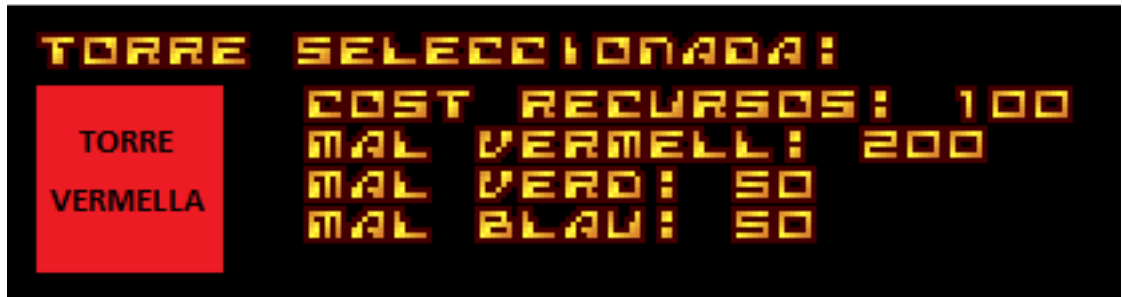 TORRE SELECCIONADA:
TORRE
VERMELLA
COST RECURSOS: 100
MAL VERMELL: 200
MAL VERD: 50
MAL BLAU: 50